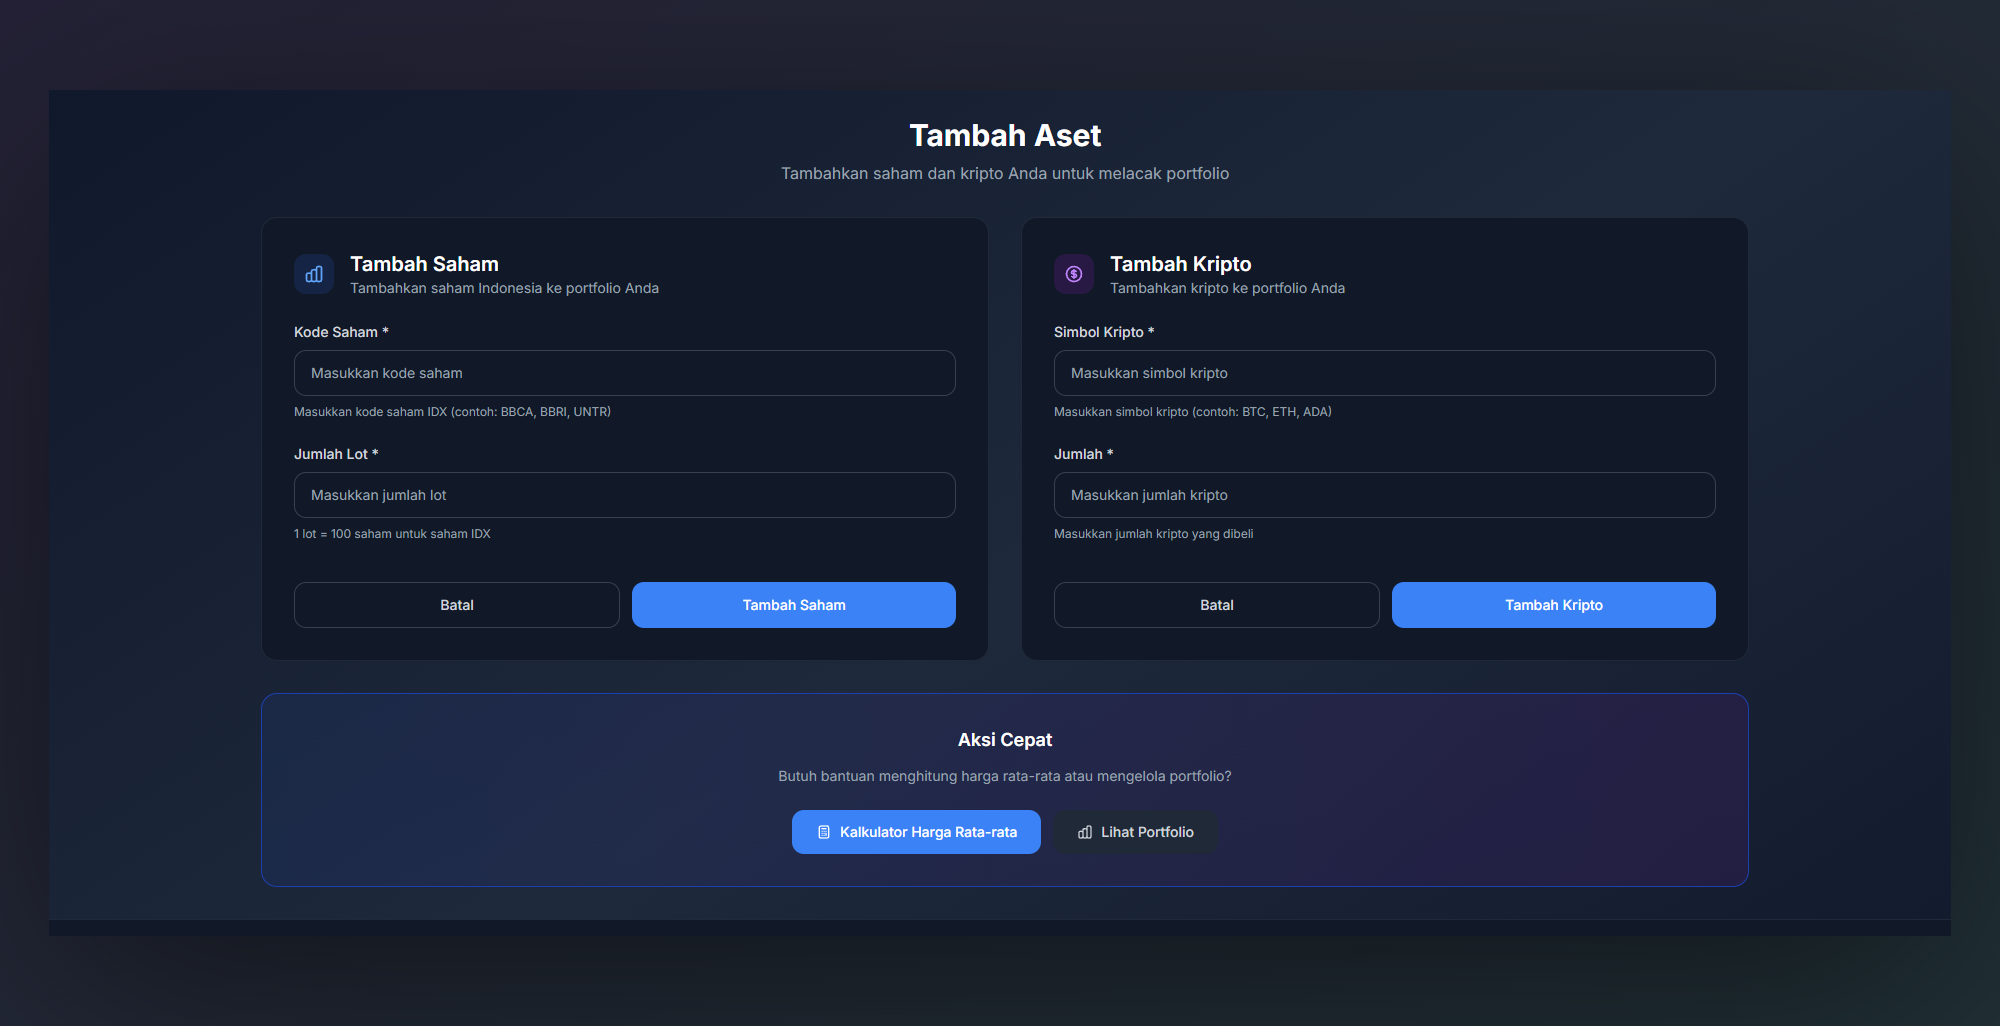 Tambah Aset
Tambahkan saham dan kripto Anda untuk melacak portfolio
Tambah Saham
Tambahkan saham Indonesia ke portfolio Anda
Kode Saham *
Masukkan kode saham
Masukkan kode saham IDX (contoh: BBCA, BBRI, UNTR)
Jumlah Lot *
Masukkan jumlah lot
1 lot = 100 saham untuk saham IDX
Batal
Tambah Saham
Tambah Kripto
Tambahkan kripto ke portfolio Anda
Simbol Kripto *
Masukkan simbol kripto
Masukkan simbol kripto (contoh: BTC, ETH, ADA)
Jumlah *
Masukkan jumlah kripto
Masukkan jumlah kripto yang dibeli
Batal
Tambah Kripto
Aksi Cepat
Butuh bantuan menghitung harga rata-rata atau mengelola portfolio?
Kalkulator Harga Rata-rata
Lihat Portfolio